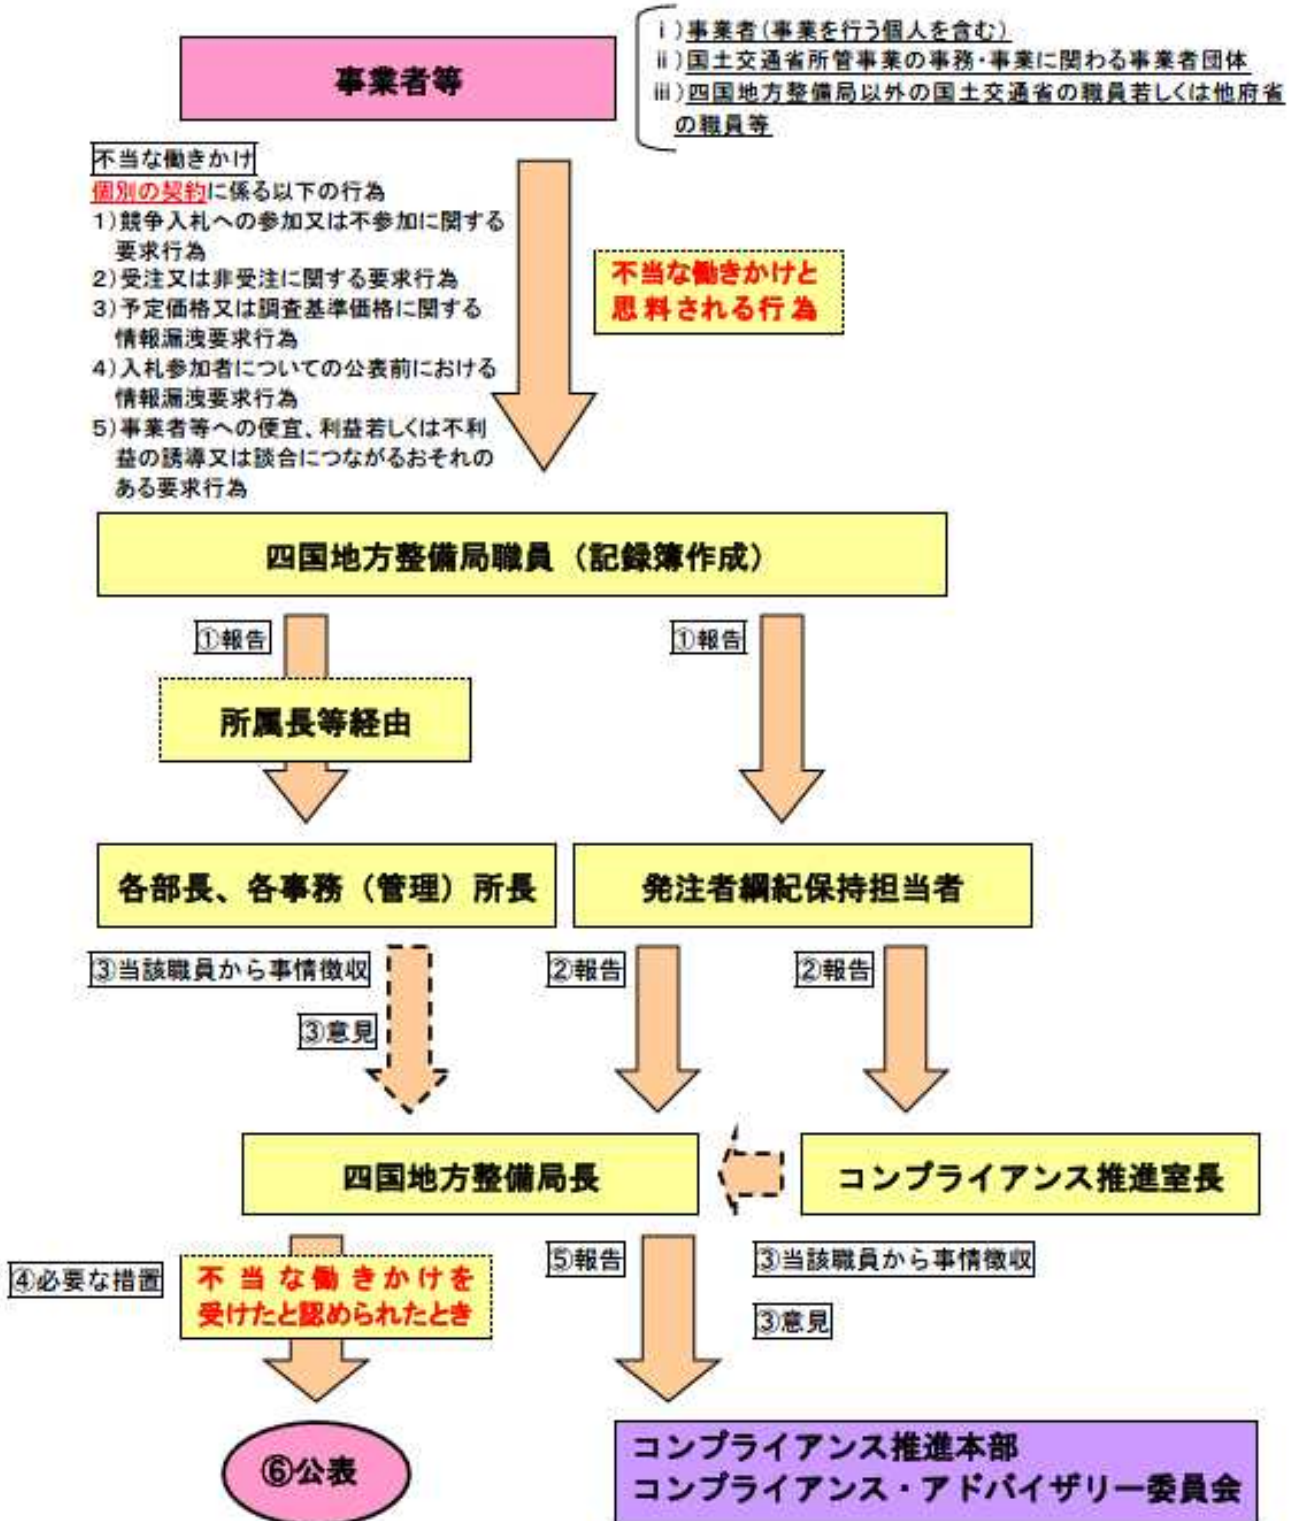 事業者等
ⅰ)事業者(事業を行う個人を含む)
ⅱ)国土交通省所管事業の事務・事業に関わる事業者団体
ⅲ)四国地方整備局以外の国土交通省の職員若しくは他府省
の職員等
不当な働きかけ
個別の契約に係る以下の行為
1)競争入札への参加又は不参加に関する
要求行為
2)受注又は非受注に関する要求行為
3)予定価格又は調査基準価格に関する
情報漏洩要求行為
4)入札参加者についての公表前における
情報漏洩要求行為
5)事業者等への便宜、利益若しくは不利
益の誘導又は談合につながるおそれの
ある要求行為
不当な働きかけと
思料される行為
四国地方整備局職員（記録簿作成）
①報告
①報告
所属長等経由
各部長、各事務（管理）所長
発注者綱紀保持担当者
③当該職員から事情徴収
②報告
②報告
③意見
四国地方整備局長
コンプライアンス推進室長
④必要な措置
不当な働きかけを
受けたと認められたとき
⑤報告
③当該職員から事情徴収
③意見
⑥公表
コンプライアンス推進本部
コンプライアンス・アドバイザリー委員会